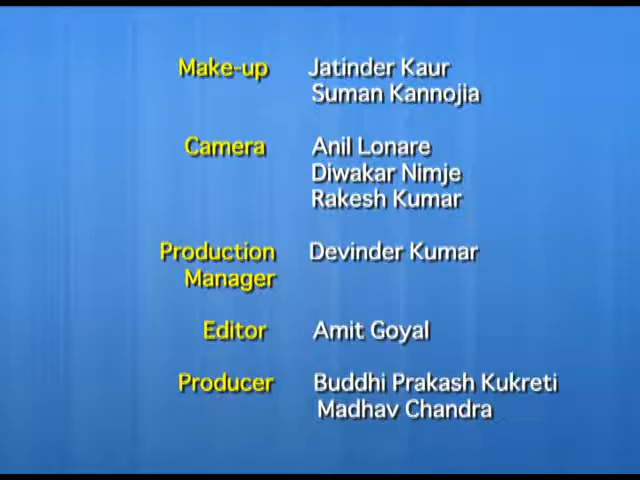 Make-up Jatinder Kaur
Suman Kannojia
Camera Anil Lonare
Diwakar Nimje
Rakesh Kumar
Production Devinder Kumar
Manager
Editor Amit Goyal
Producer Buddhi Prakash Kukreti
Madhav Chandra